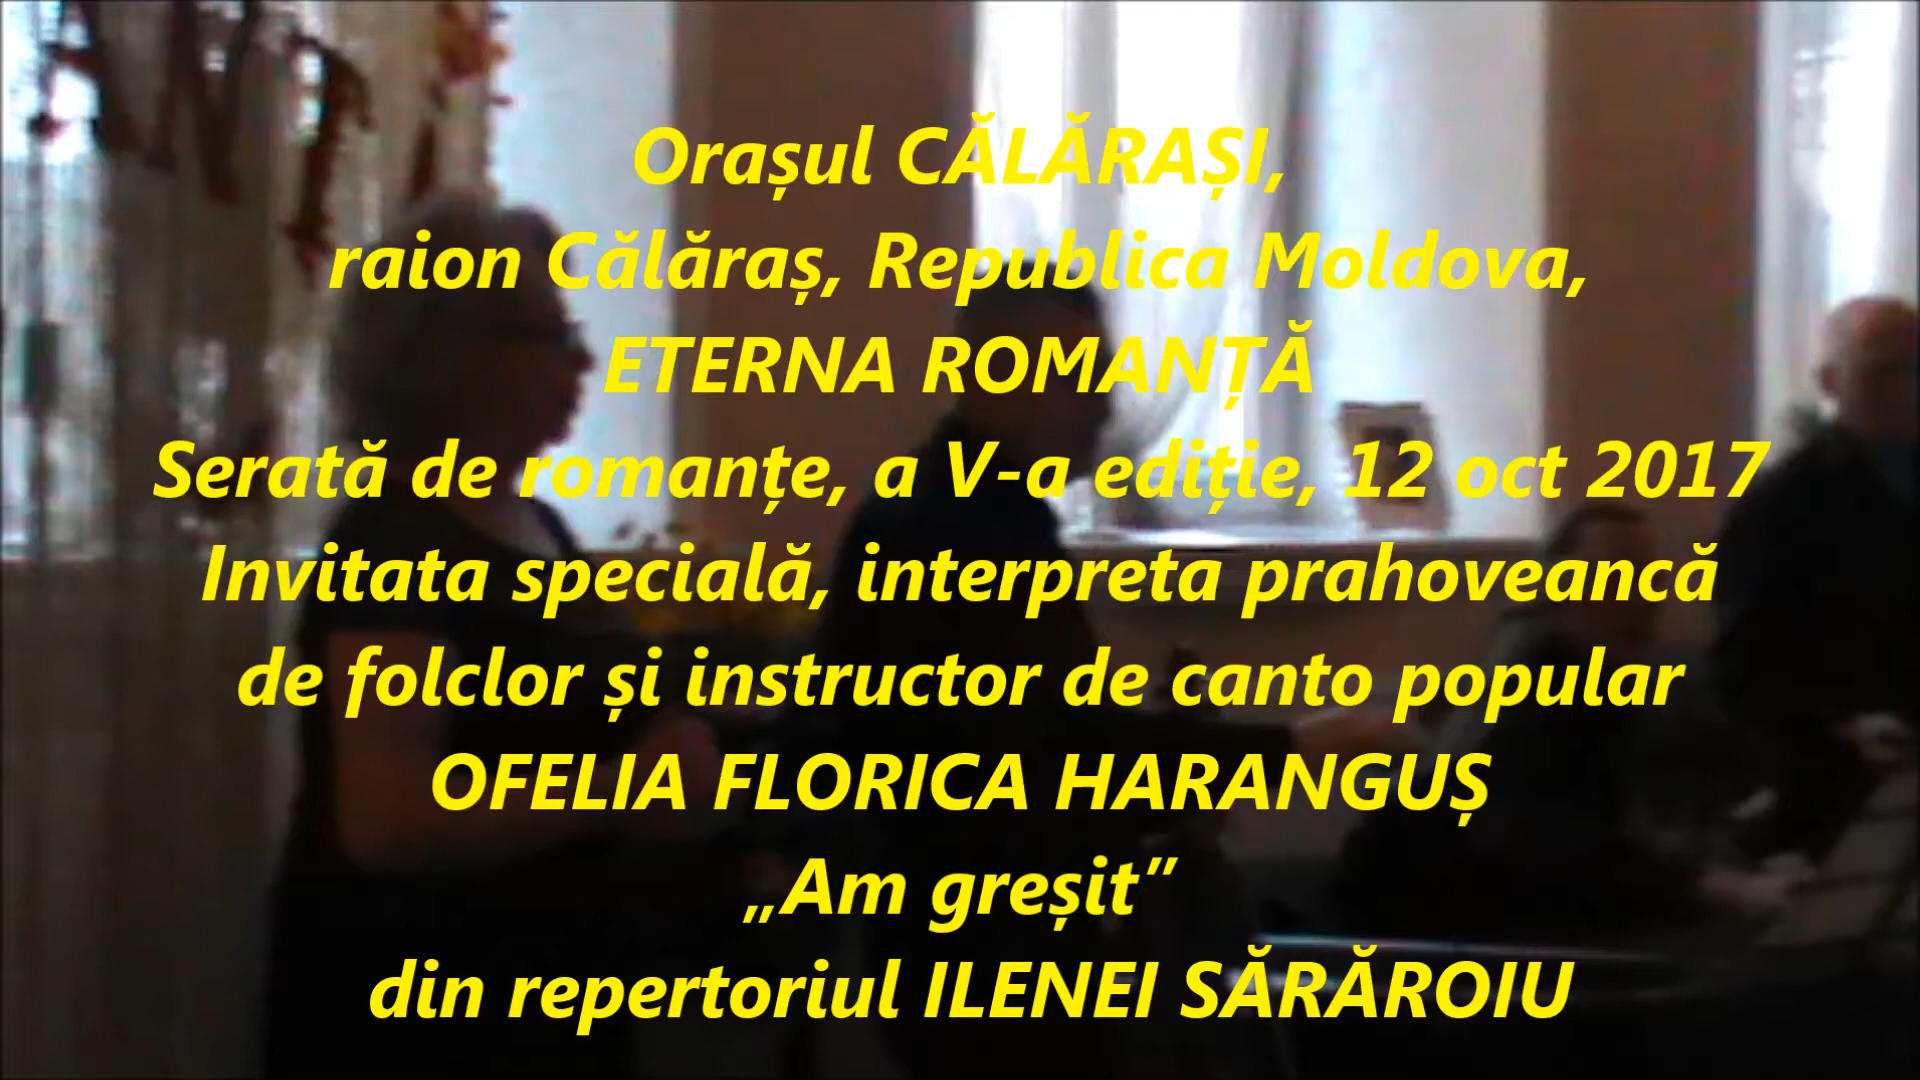 Orașul CĂLĂRAȘI,
raion Călăraș, Republica Moldova,
ETERNA ROMANȚĂ
Serată de romanțe, a V-a ediție, 12 oct 2017
Invitata specială, interpreta prahoveancă
de folclor și instructor de canto popular
OFELIA FLORICA HARANGUȘ
„Am greșit”
din repertoriul ILENEI SĂRĂROIU